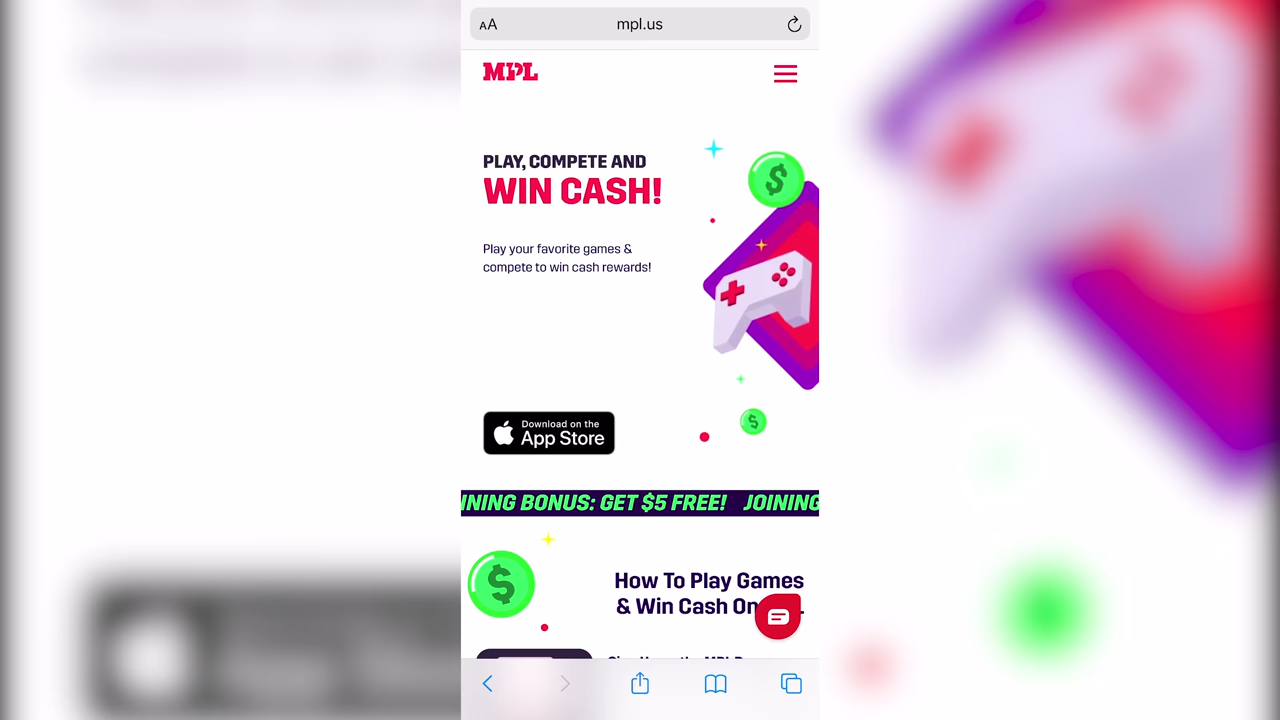 AA
mpl.us
MPL
PLAY, COMPETE AND
WIN CASH!
Play your favorite games &
compete to win cash rewards!
Download on the
App Store
INING BONUS: GET $5 FREE! JOINING
How To Play Games
& Win Cash On